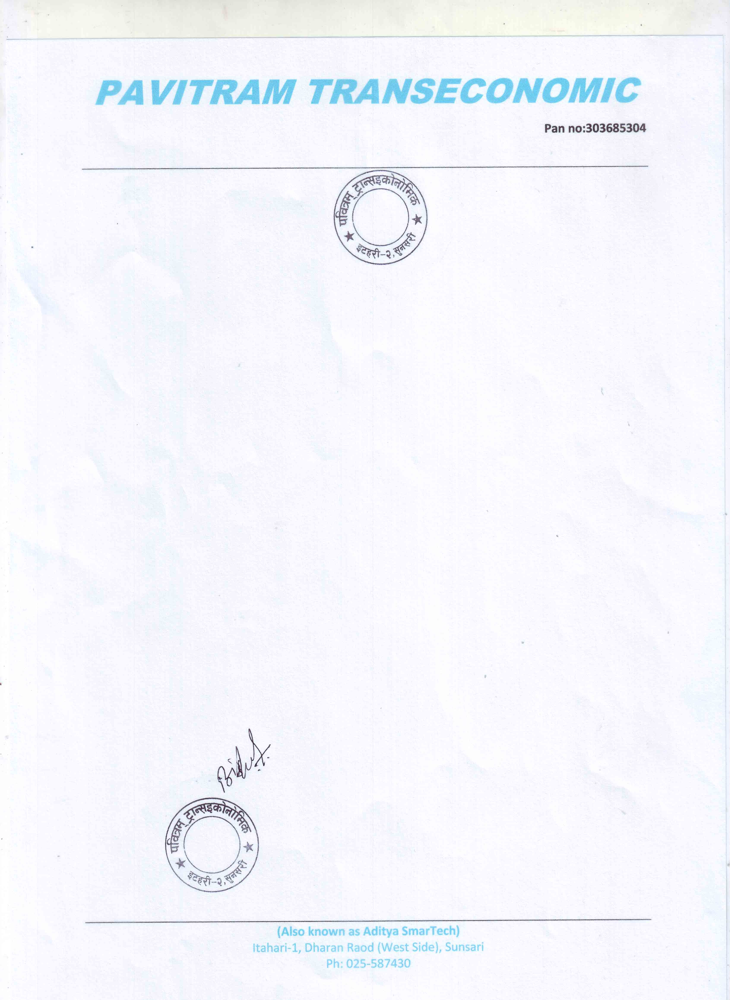 PAVITRAM TRANSECONOMIC
Pan no:303685304
पवित्रम् ट्रान्सइकोनोमिक
★ इटहरी-२, सुनसरी ★
पवित्रम् ट्रान्सइकोनोमिक
★ इटहरी-२, सुनसरी ★
(Also known as Aditya SmarTech)
Itahari-1, Dharan Raod (West Side), Sunsari
Ph: 025-587430